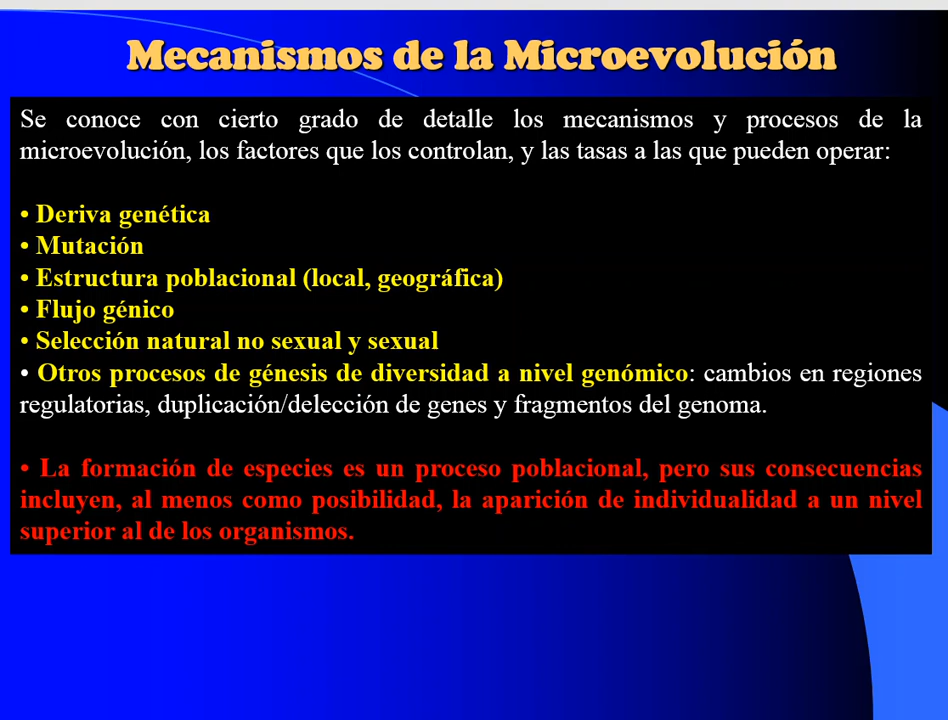 Mecanismos de la Microevolución
Se conoce con cierto grado de detalle los mecanismos y procesos de la
microevolución, los factores que los controlan, y las tasas a las que pueden operar:
• Deriva genética
• Mutación
• Estructura poblacional (local, geográfica)
• Flujo génico
• Selección natural no sexual y sexual
• Otros procesos de génesis de diversidad a nivel genómico: cambios en regiones
regulatorias, duplicación/delección de genes y fragmentos del genoma.
• La formación de especies es un proceso poblacional, pero sus consecuencias
incluyen, al menos como posibilidad, la aparición de individualidad a un nivel
superior al de los organismos.